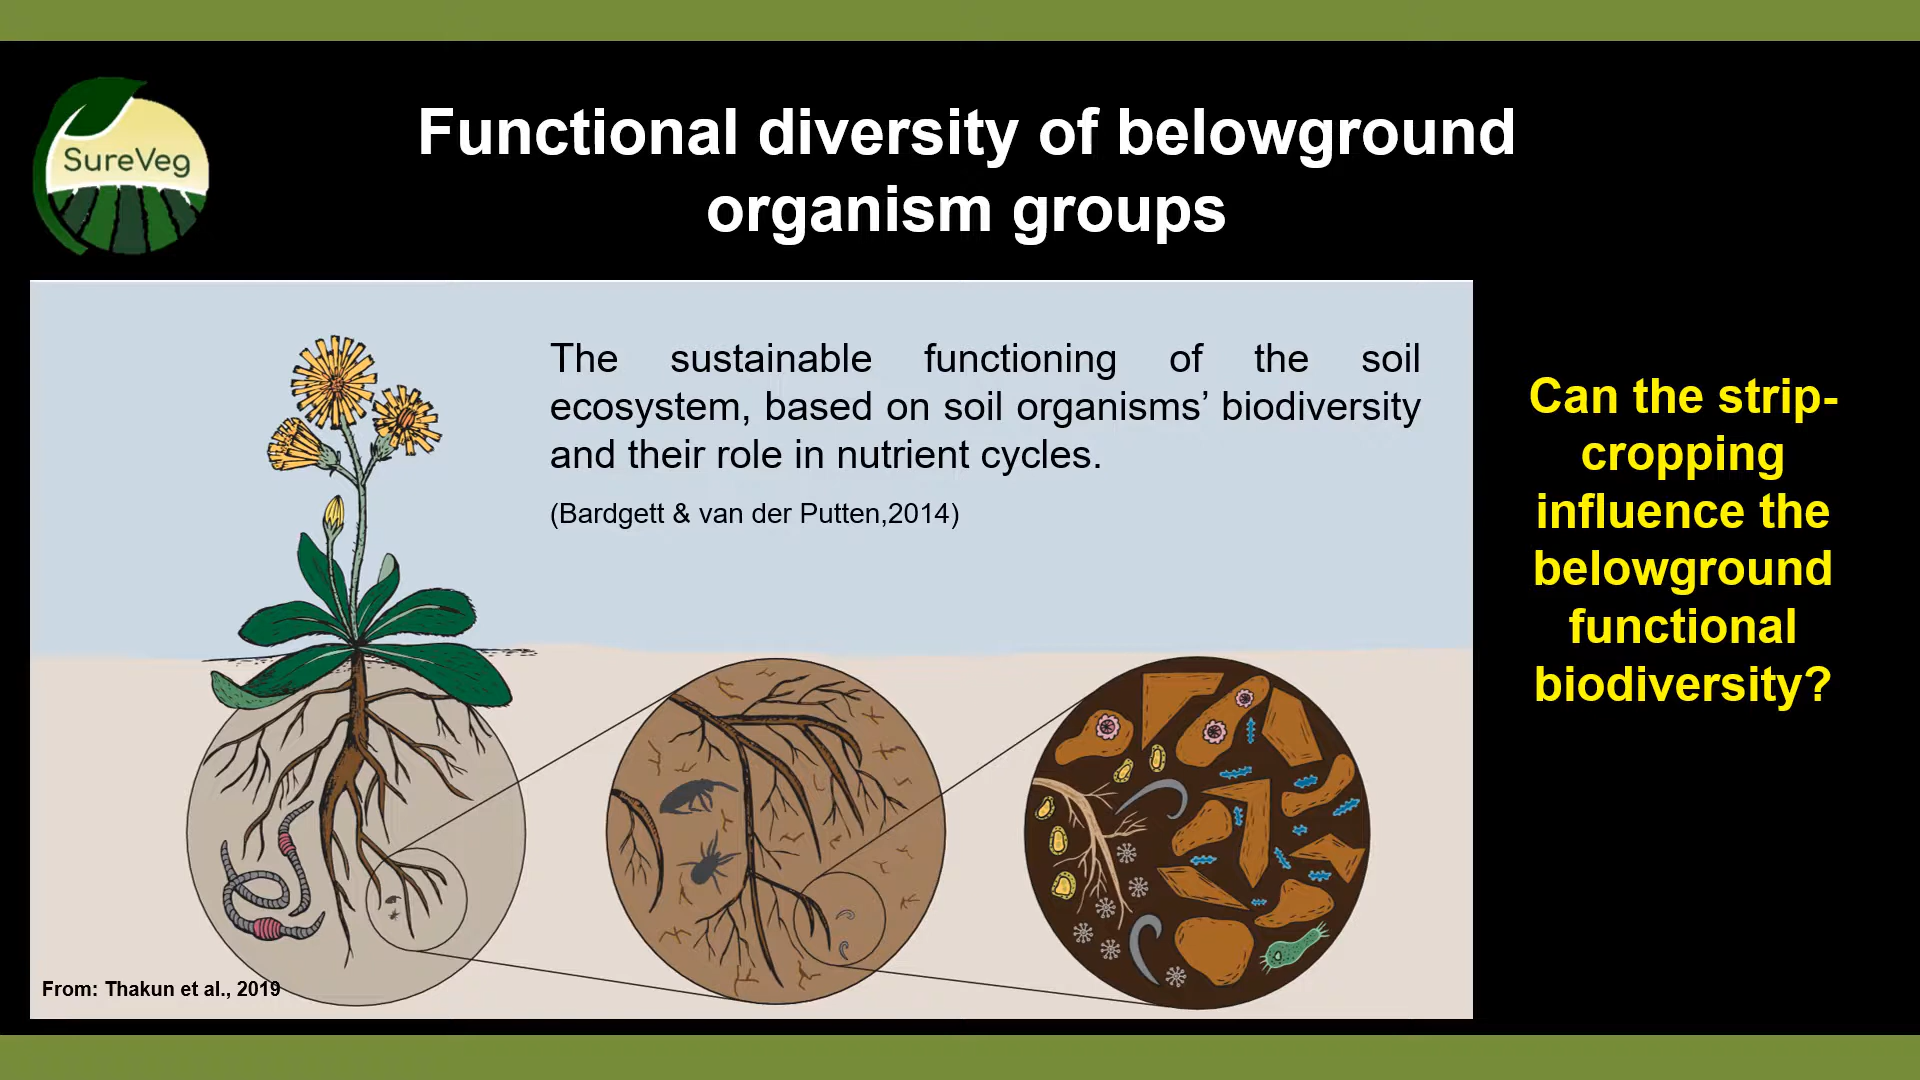 SureVeg
Functional diversity of belowground
organism groups
The sustainable functioning of the soil
ecosystem, based on soil organisms’ biodiversity
and their role in nutrient cycles.
(Bardgett & van der Putten,2014)
Can the strip-
cropping
influence the
belowground
functional
biodiversity?
From: Thakun et al., 2019